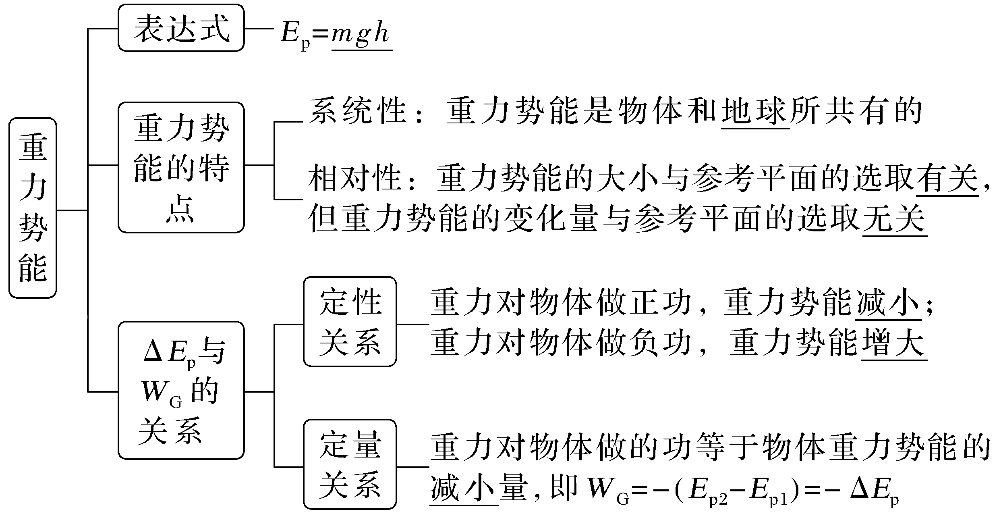 重力势能
表达式
Ep=mgh
重力势
能的特
点
系统性：重力势能是物体和地球所共有的
相对性：重力势能的大小与参考平面的选取有关，
但重力势能的变化量与参考平面的选取无关
ΔEp与
WG的
关系
定性
关系
重力对物体做正功，重力势能减小；
重力对物体做负功，重力势能增大
定量
关系
重力对物体做的功等于物体重力势能的
减小量，即WG=-(Ep2-Ep1)=-ΔEp